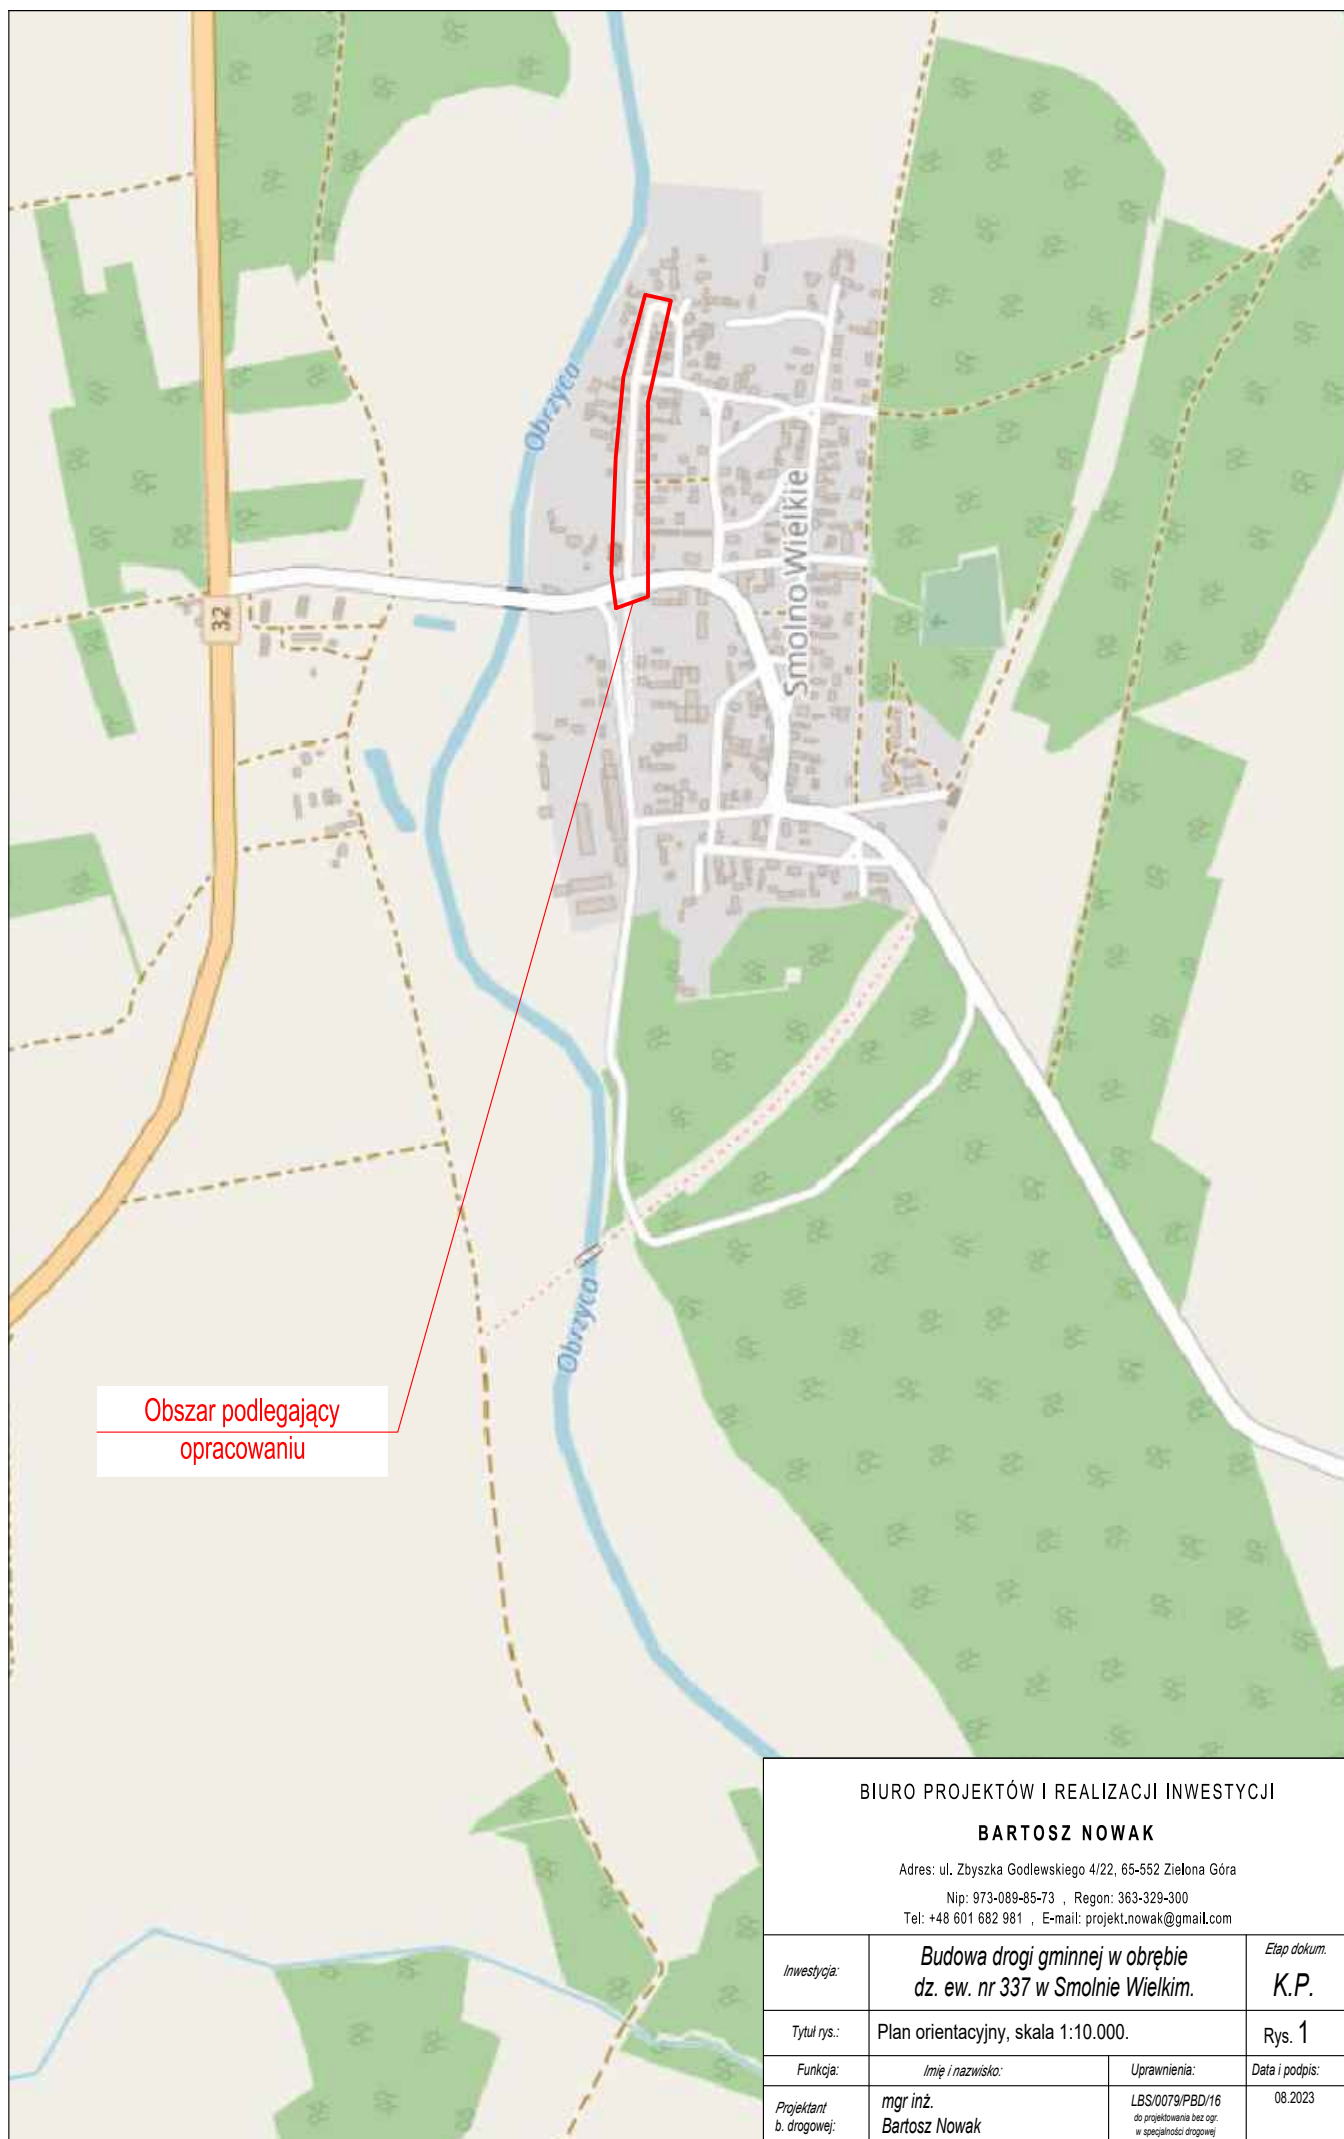 Obrzyca
Smolno Wielkie
32
Obrzyca
Obszar podlegający
opracowaniu
BIURO PROJEKTÓW I REALIZACJI INWESTYCJI
BARTOSZ NOWAK
Adres: ul. Zbyszka Godlewskiego 4/22, 65-552 Zielona Góra
Nip: 973-089-85-73 , Regon: 363-329-300
Tel: +48 601 682 981 , E-mail: projekt.nowak@gmail.com
Inwestycja:
Budowa drogi gminnej w obrębie
dz. ew. nr 337 w Smolnie Wielkim.
Etap dokum.
K.P.
Tytuł rys.:
Plan orientacyjny, skala 1:10.000.
Rys. 1
Funkcja:
Imię i nazwisko:
Uprawnienia:
Data i podpis:
Projektant
b. drogowej:
mgr inż.
Bartosz Nowak
LBS/0079/PBD/16
do projektowania bez ogr.
w specjalności drogowej
08.2023